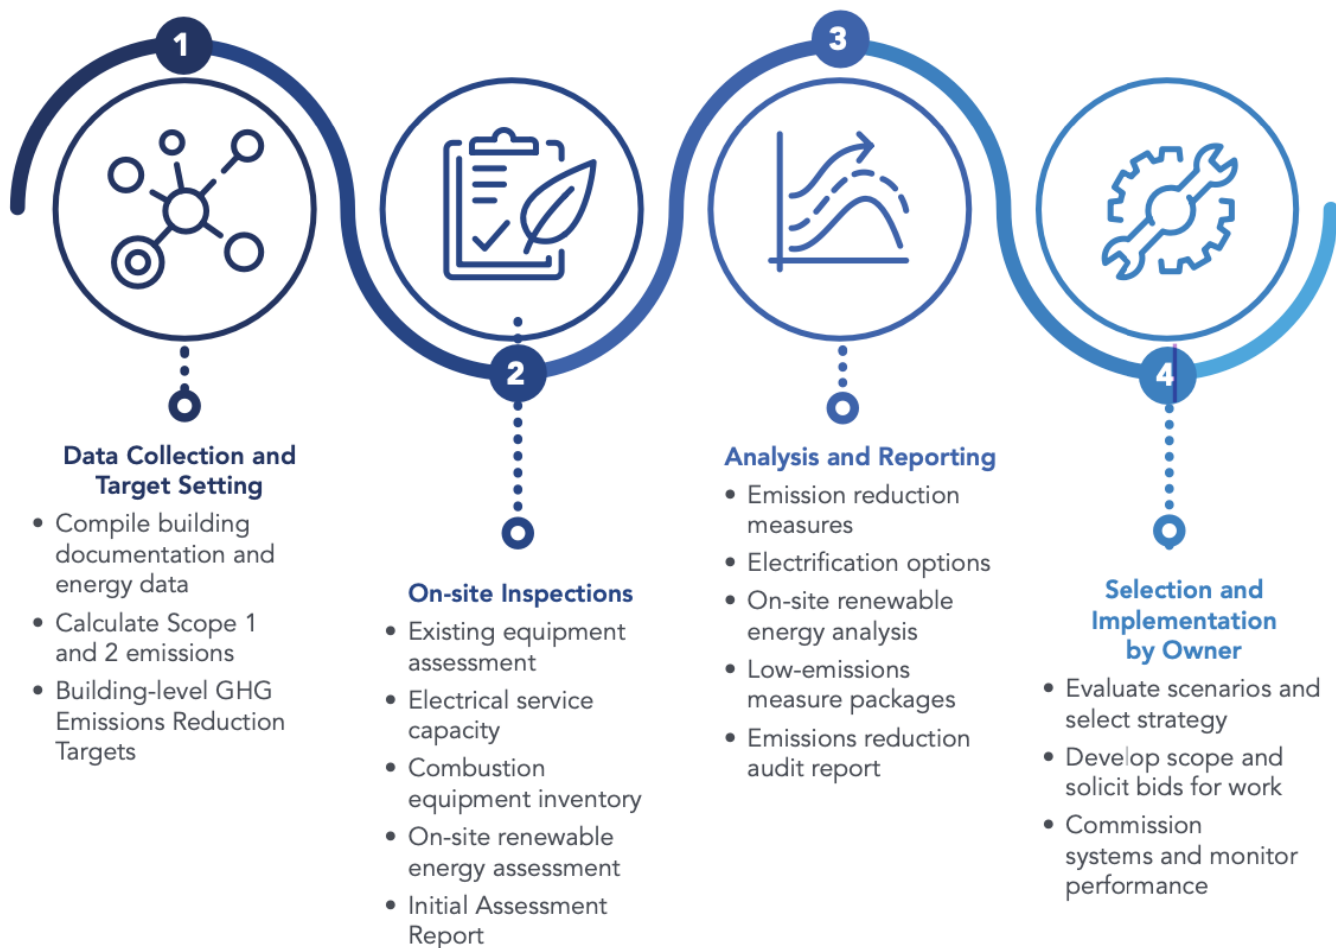 1
Data Collection and
Target Setting
• Compile building
documentation and
energy data
• Calculate Scope 1
and 2 emissions
• Building-level GHG
Emissions Reduction
Targets
2
On-site Inspections
• Existing equipment
assessment
• Electrical service
capacity
• Combustion
equipment inventory
• On-site renewable
energy assessment
• Initial Assessment
Report
3
Analysis and Reporting
• Emission reduction
measures
• Electrification options
• On-site renewable
energy analysis
• Low-emissions
measure packages
• Emissions reduction
audit report
4
Selection and
Implementation
by Owner
• Evaluate scenarios and
select strategy
• Develop scope and
solicit bids for work
• Commission
systems and monitor
performance